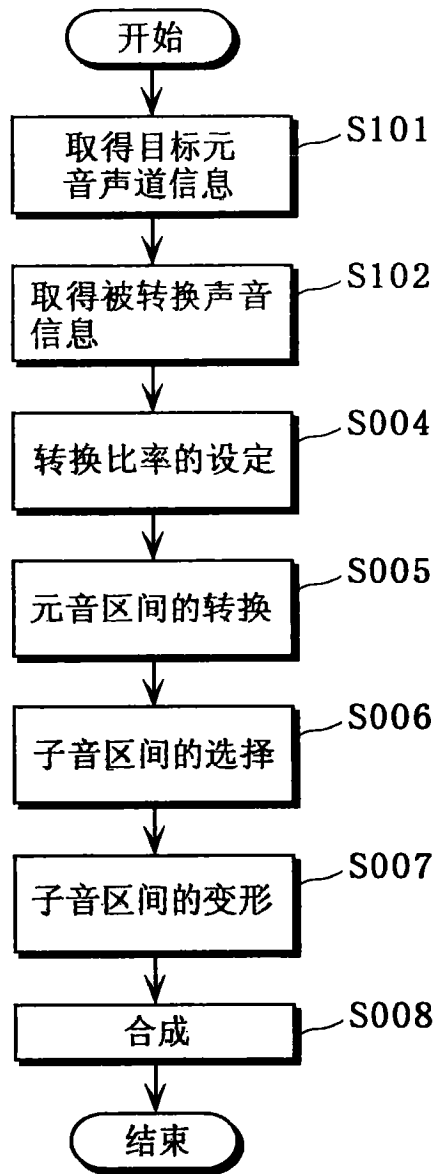 开始
取得目标元
音声道信息
S101
取得被转换声音
信息
S102
转换比率的设定
S004
元音区间的转换
S005
子音区间的选择
S006
子音区间的变形
S007
合成
S008
结束